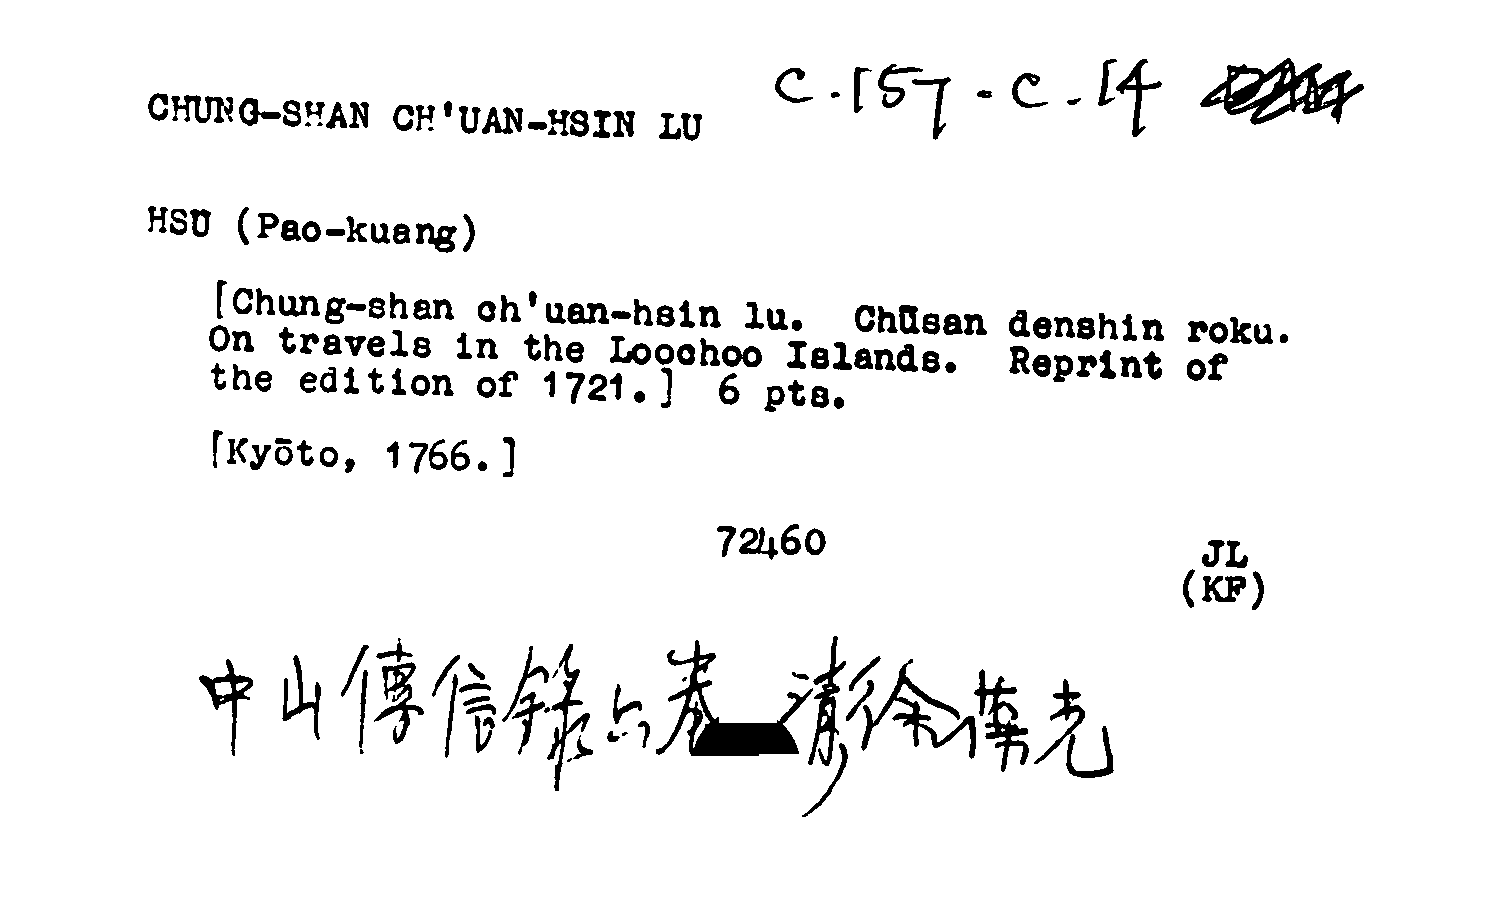 C.157-C.14
CHUNG-SHAN CH'UAN-HSIN LU
HSÜ (Pao-kuang)
[Chung-shan ch'uan-hsin lu. Chūsan denshin roku.
On travels in the Loochoo Islands. Reprint of
the edition of 1721.] 6 pts.
[Kyōto, 1766.]
72460
JL
(KF)
中山傳信錄六卷 清徐葆光